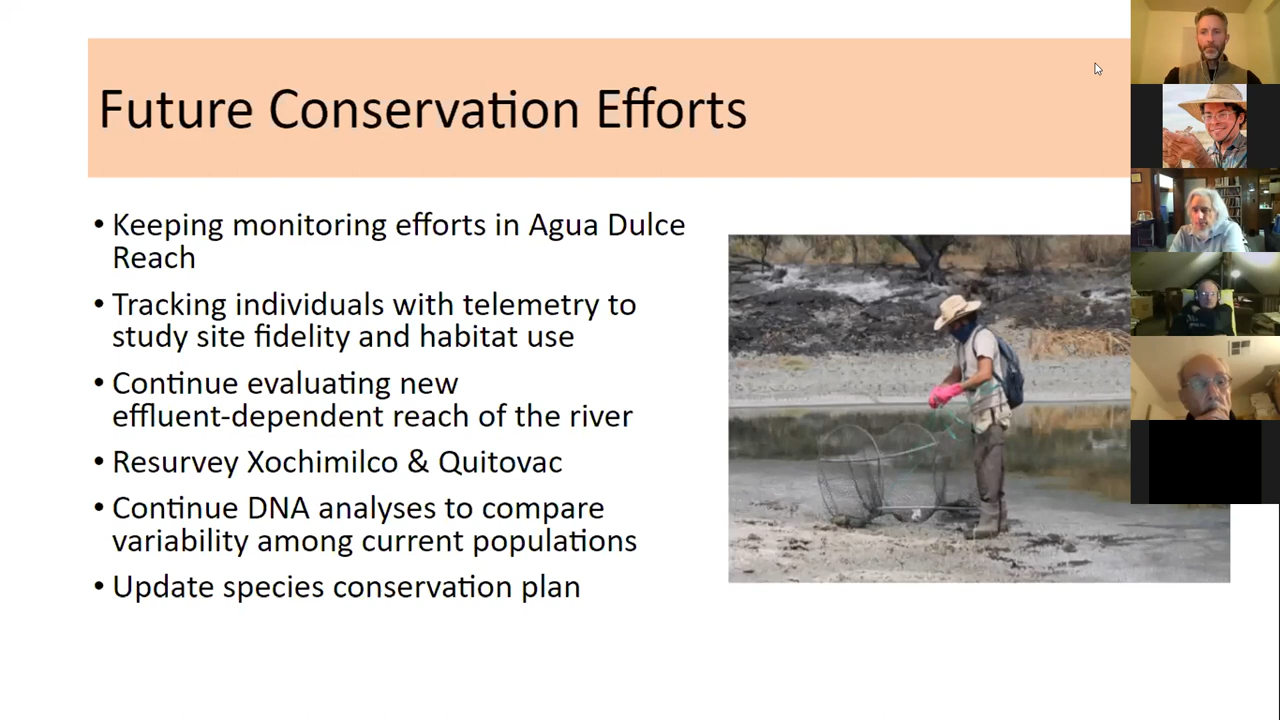 Future Conservation Efforts
• Keeping monitoring efforts in Agua Dulce
Reach
• Tracking individuals with telemetry to
study site fidelity and habitat use
• Continue evaluating new
effluent-dependent reach of the river
• Resurvey Xochimilco & Quitovac
• Continue DNA analyses to compare
variability among current populations
• Update species conservation plan